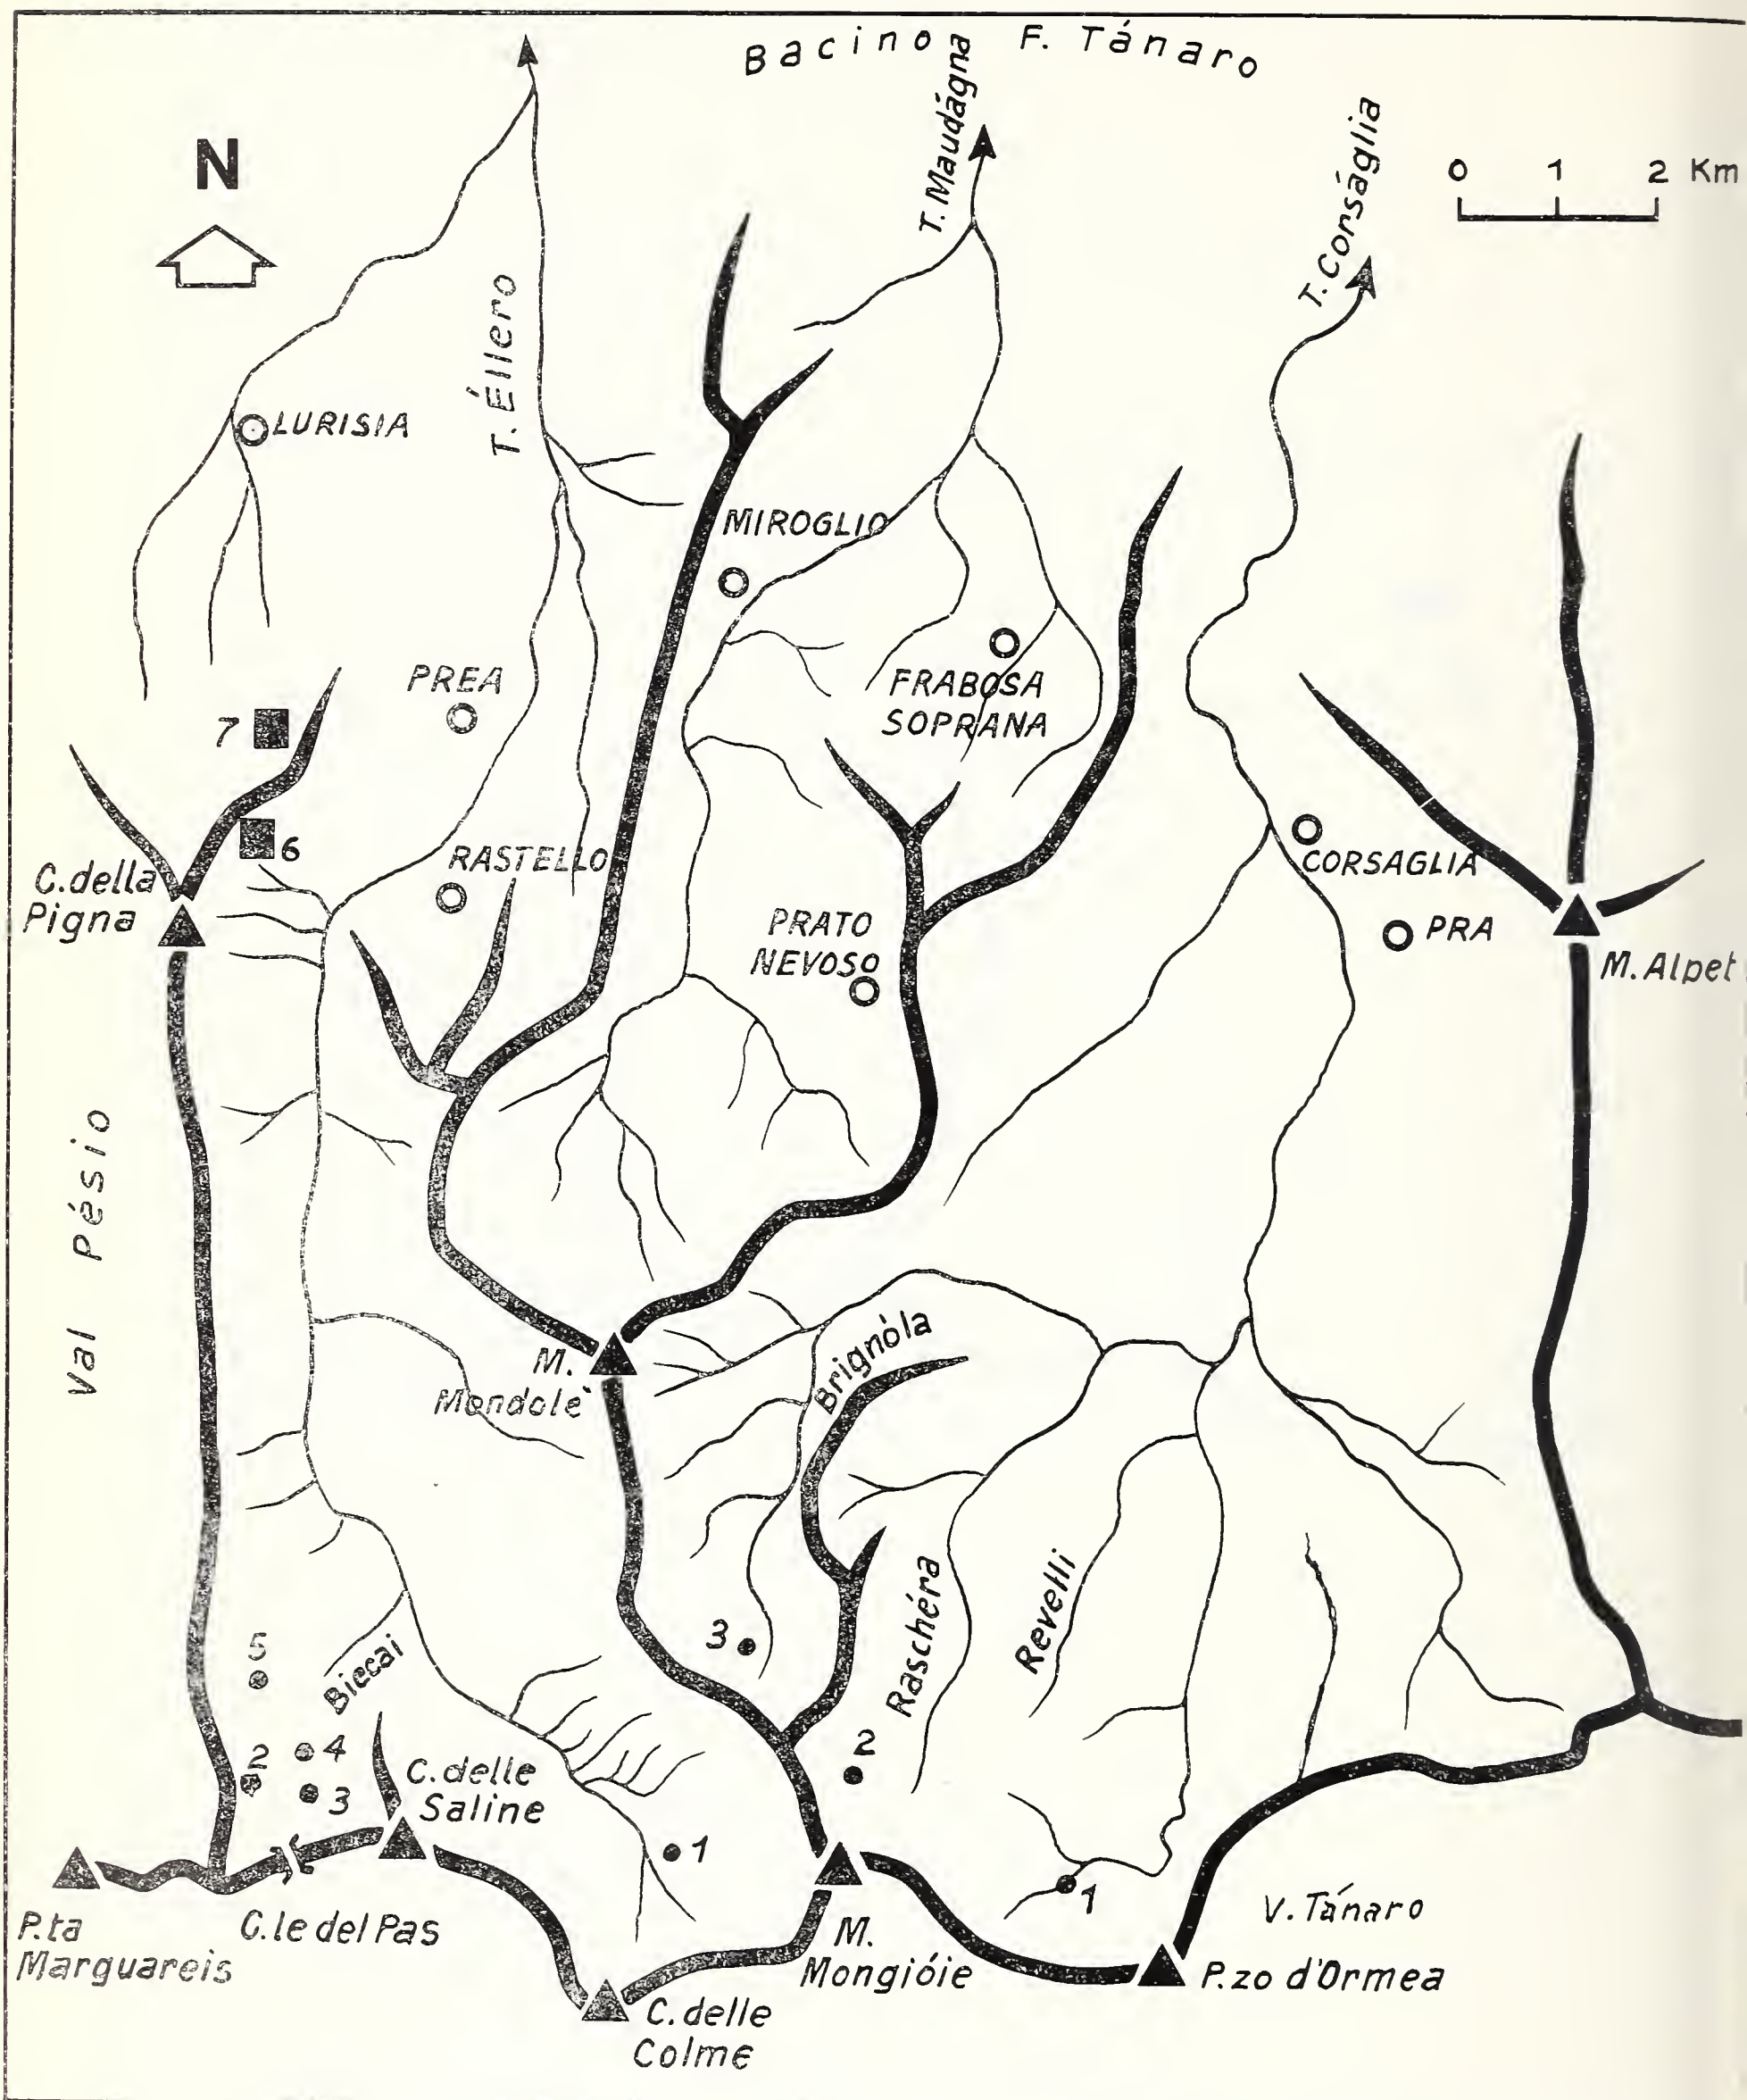 Bacino F. Tánaro
N
T. Maudágna
T. Corságlia
0 1 2 Km
T. Éllero
LURISIA
MIROGLIO
PREA
FRABOSA
SOPRANA
7
6
C. della
Pigna
RASTELLO
CORSAGLIA
PRATO
NEVOSO
PRA
M. Alpet
Val Pésio
Brignòla
M.
Mondolè
Raschéra
Revelli
3
5
Biecai
2
4
2
3
C. delle
Saline
1
1
P.ta
Marguareis
C.le del Pas
M.
Mongióie
V. Tánaro
P.zo d'Ormea
C. delle
Colme